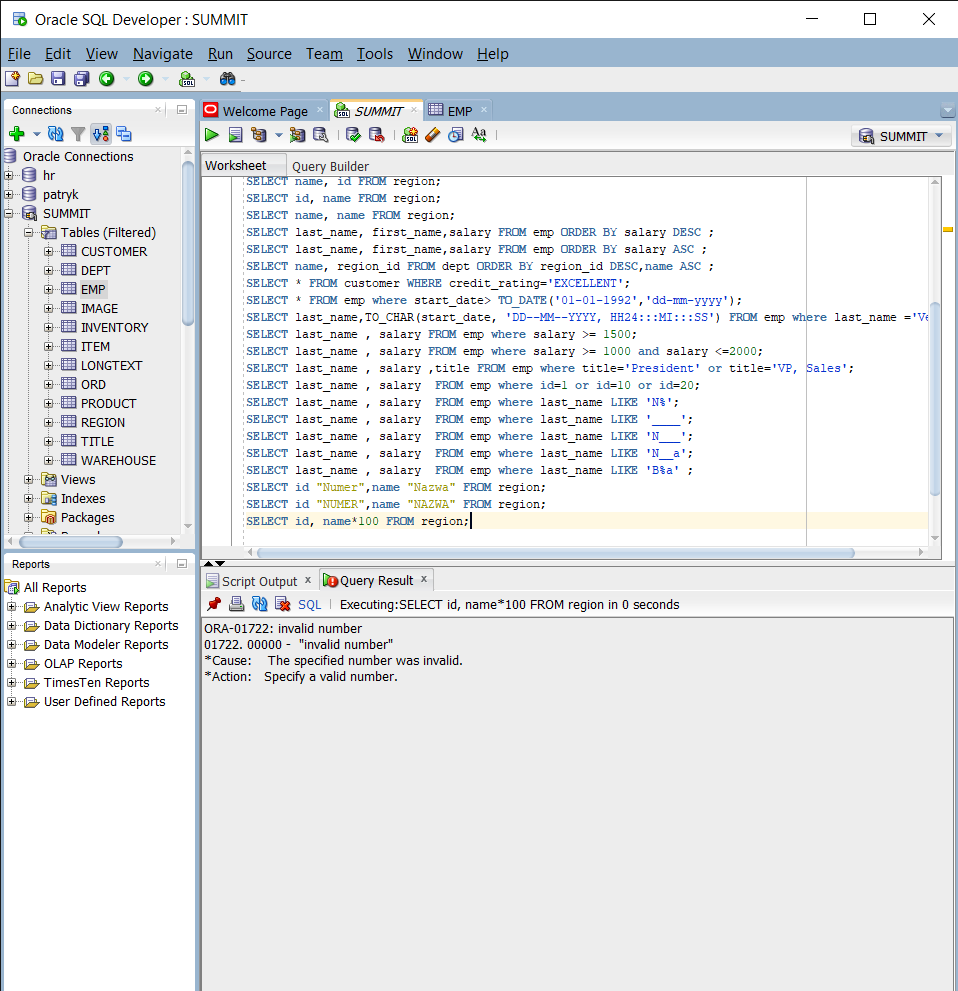 Oracle SQL Developer : SUMMIT
File Edit View Navigate Run Source Team Tools Window Help
Connections
Oracle Connections
hr
patryk
SUMMIT
Tables (Filtered)
CUSTOMER
DEPT
EMP
IMAGE
INVENTORY
ITEM
LONGTEXT
ORD
PRODUCT
REGION
TITLE
WAREHOUSE
Views
Indexes
Packages
Reports
All Reports
Analytic View Reports
Data Dictionary Reports
Data Modeler Reports
OLAP Reports
TimesTen Reports
User Defined Reports
Welcome Page SUMMIT EMP
SUMMIT
Worksheet Query Builder
SELECT name, id FROM region;
SELECT id, name FROM region;
SELECT name, name FROM region;
SELECT last_name, first_name,salary FROM emp ORDER BY salary DESC ;
SELECT last_name, first_name,salary FROM emp ORDER BY salary ASC ;
SELECT name, region_id FROM dept ORDER BY region_id DESC,name ASC ;
SELECT * FROM customer WHERE credit_rating='EXCELLENT';
SELECT * FROM emp where start_date> TO_DATE('01-01-1992','dd-mm-yyyy');
SELECT last_name,TO_CHAR(start_date, 'DD--MM--YYYY, HH24:::MI:::SS') FROM emp where last_name ='Ve
SELECT last_name , salary FROM emp where salary >= 1500;
SELECT last_name , salary FROM emp where salary >= 1000 and salary <=2000;
SELECT last_name , salary ,title FROM emp where title='President' or title='VP, Sales';
SELECT last_name , salary  FROM emp where id=1 or id=10 or id=20;
SELECT last_name , salary  FROM emp where last_name LIKE 'N%';
SELECT last_name , salary  FROM emp where last_name LIKE '____';
SELECT last_name , salary  FROM emp where last_name LIKE 'N___';
SELECT last_name , salary  FROM emp where last_name LIKE 'N__a';
SELECT last_name , salary  FROM emp where last_name LIKE 'B%a' ;
SELECT id "Numer",name "Nazwa" FROM region;
SELECT id "NUMER",name "NAZWA" FROM region;
SELECT id, name*100 FROM region;
Script Output Query Result
SQL Executing:SELECT id, name*100 FROM region in 0 seconds
ORA-01722: invalid number
01722. 00000 - "invalid number"
*Cause: The specified number was invalid.
*Action: Specify a valid number.